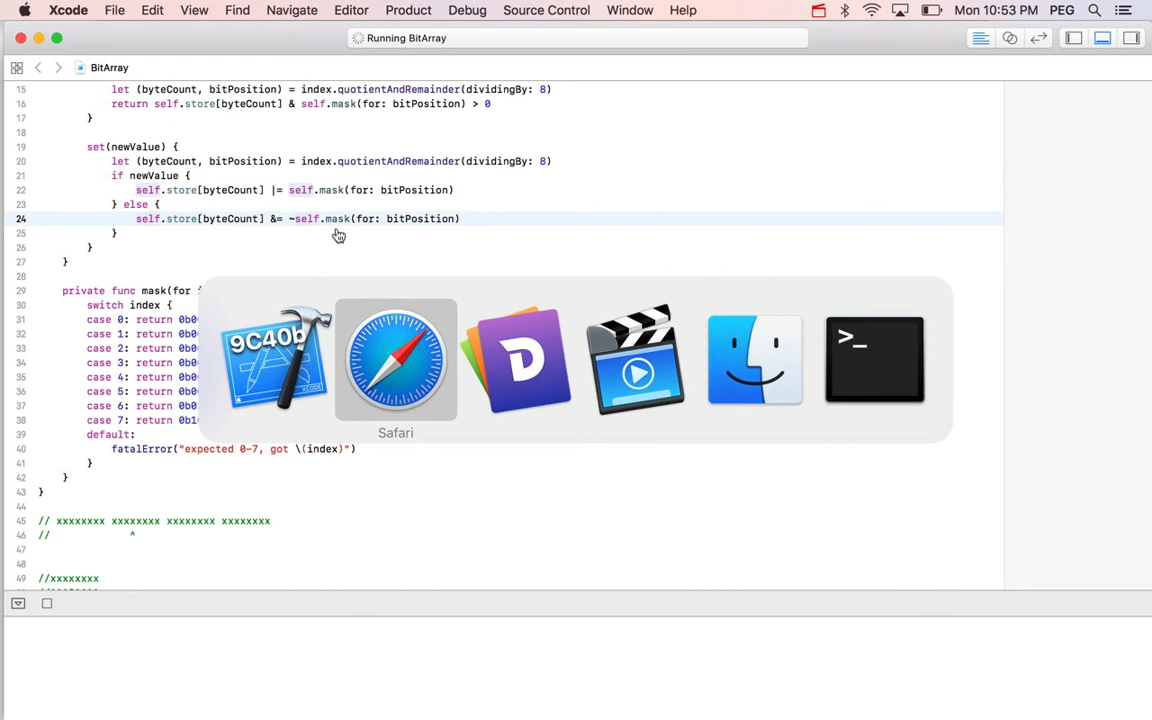 Xcode File Edit View Find Navigate Editor Product Debug Source Control Window Help Mon 10:53 PM PEG
Running BitArray
BitArray
15 let (byteCount, bitPosition) = index.quotientAndRemainder(dividingBy: 8)
16 return self.store[byteCount] & self.mask(for: bitPosition) > 0
17 }
18
19 set(newValue) {
20 let (byteCount, bitPosition) = index.quotientAndRemainder(dividingBy: 8)
21 if newValue {
22 self.store[byteCount] |= self.mask(for: bitPosition)
23 } else {
24 self.store[byteCount] &= ~self.mask(for: bitPosition)
25 }
26 }
27 }
28
29 private func mask(for
30 switch index {
31 case 0: return 0b0
32 case 1: return 0b0
33 case 2: return 0b0
34 case 3: return 0b0
35 case 4: return 0b0
36 case 5: return 0b0
37 case 6: return 0b0
38 case 7: return 0b1
39 default:
40 fatalError("expected 0-7, got \(index)")
41 }
42 }
43 }
44
45 // xxxxxxxx xxxxxxxx xxxxxxxx xxxxxxxx
46 // ^
47
48
49 //xxxxxxxx
9C40b
XCODE
D
>_
Safari